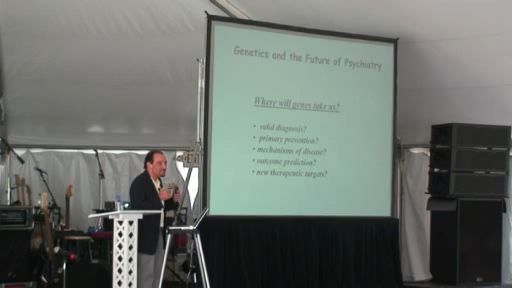 Genetics and the Future of Psychiatry
Where will genes take us?
• valid diagnosis?
• primary prevention?
• mechanisms of disease?
• outcome prediction?
• new therapeutic targets?